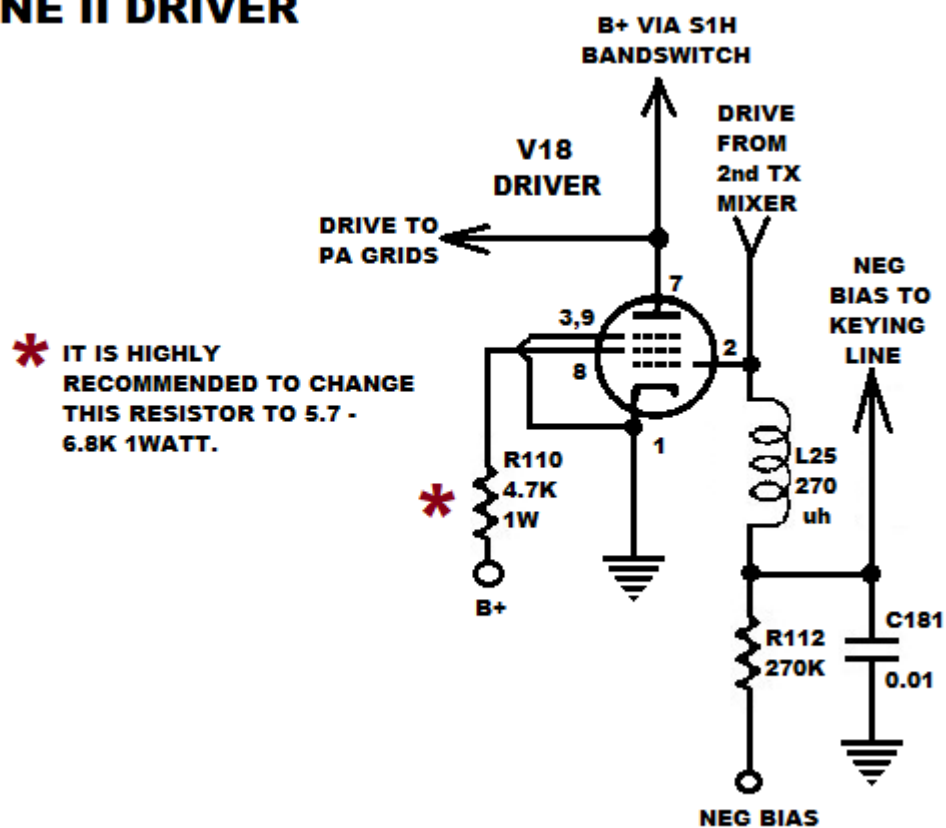 NE II DRIVER
B+ VIA S1H
BANDSWITCH
DRIVE
FROM
2nd TX
MIXER
V18
DRIVER
DRIVE TO
PA GRIDS
7
NEG
BIAS TO
KEYING
LINE
3,9
8
2
1
* IT IS HIGHLY
RECOMMENDED TO CHANGE
THIS RESISTOR TO 5.7 -
6.8K 1WATT.
R110
* 4.7K
1W
B+
L25
270
uh
R112
270K
C181
0.01
NEG BIAS